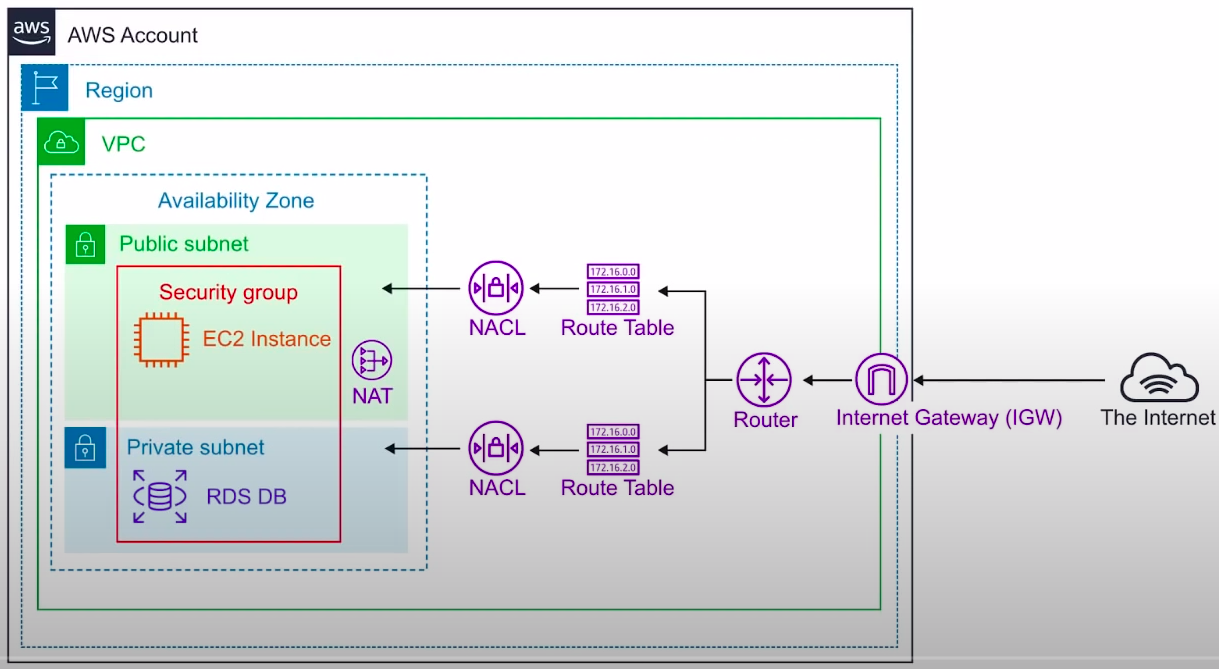 aws
AWS Account
Region
VPC
Availability Zone
Public subnet
Security group
EC2 Instance
NAT
NACL
172.16.0.0
172.16.1.0
172.16.2.0
Route Table
Router
Internet Gateway (IGW)
The Internet
Private subnet
RDS DB
NACL
172.16.0.0
172.16.1.0
172.16.2.0
Route Table